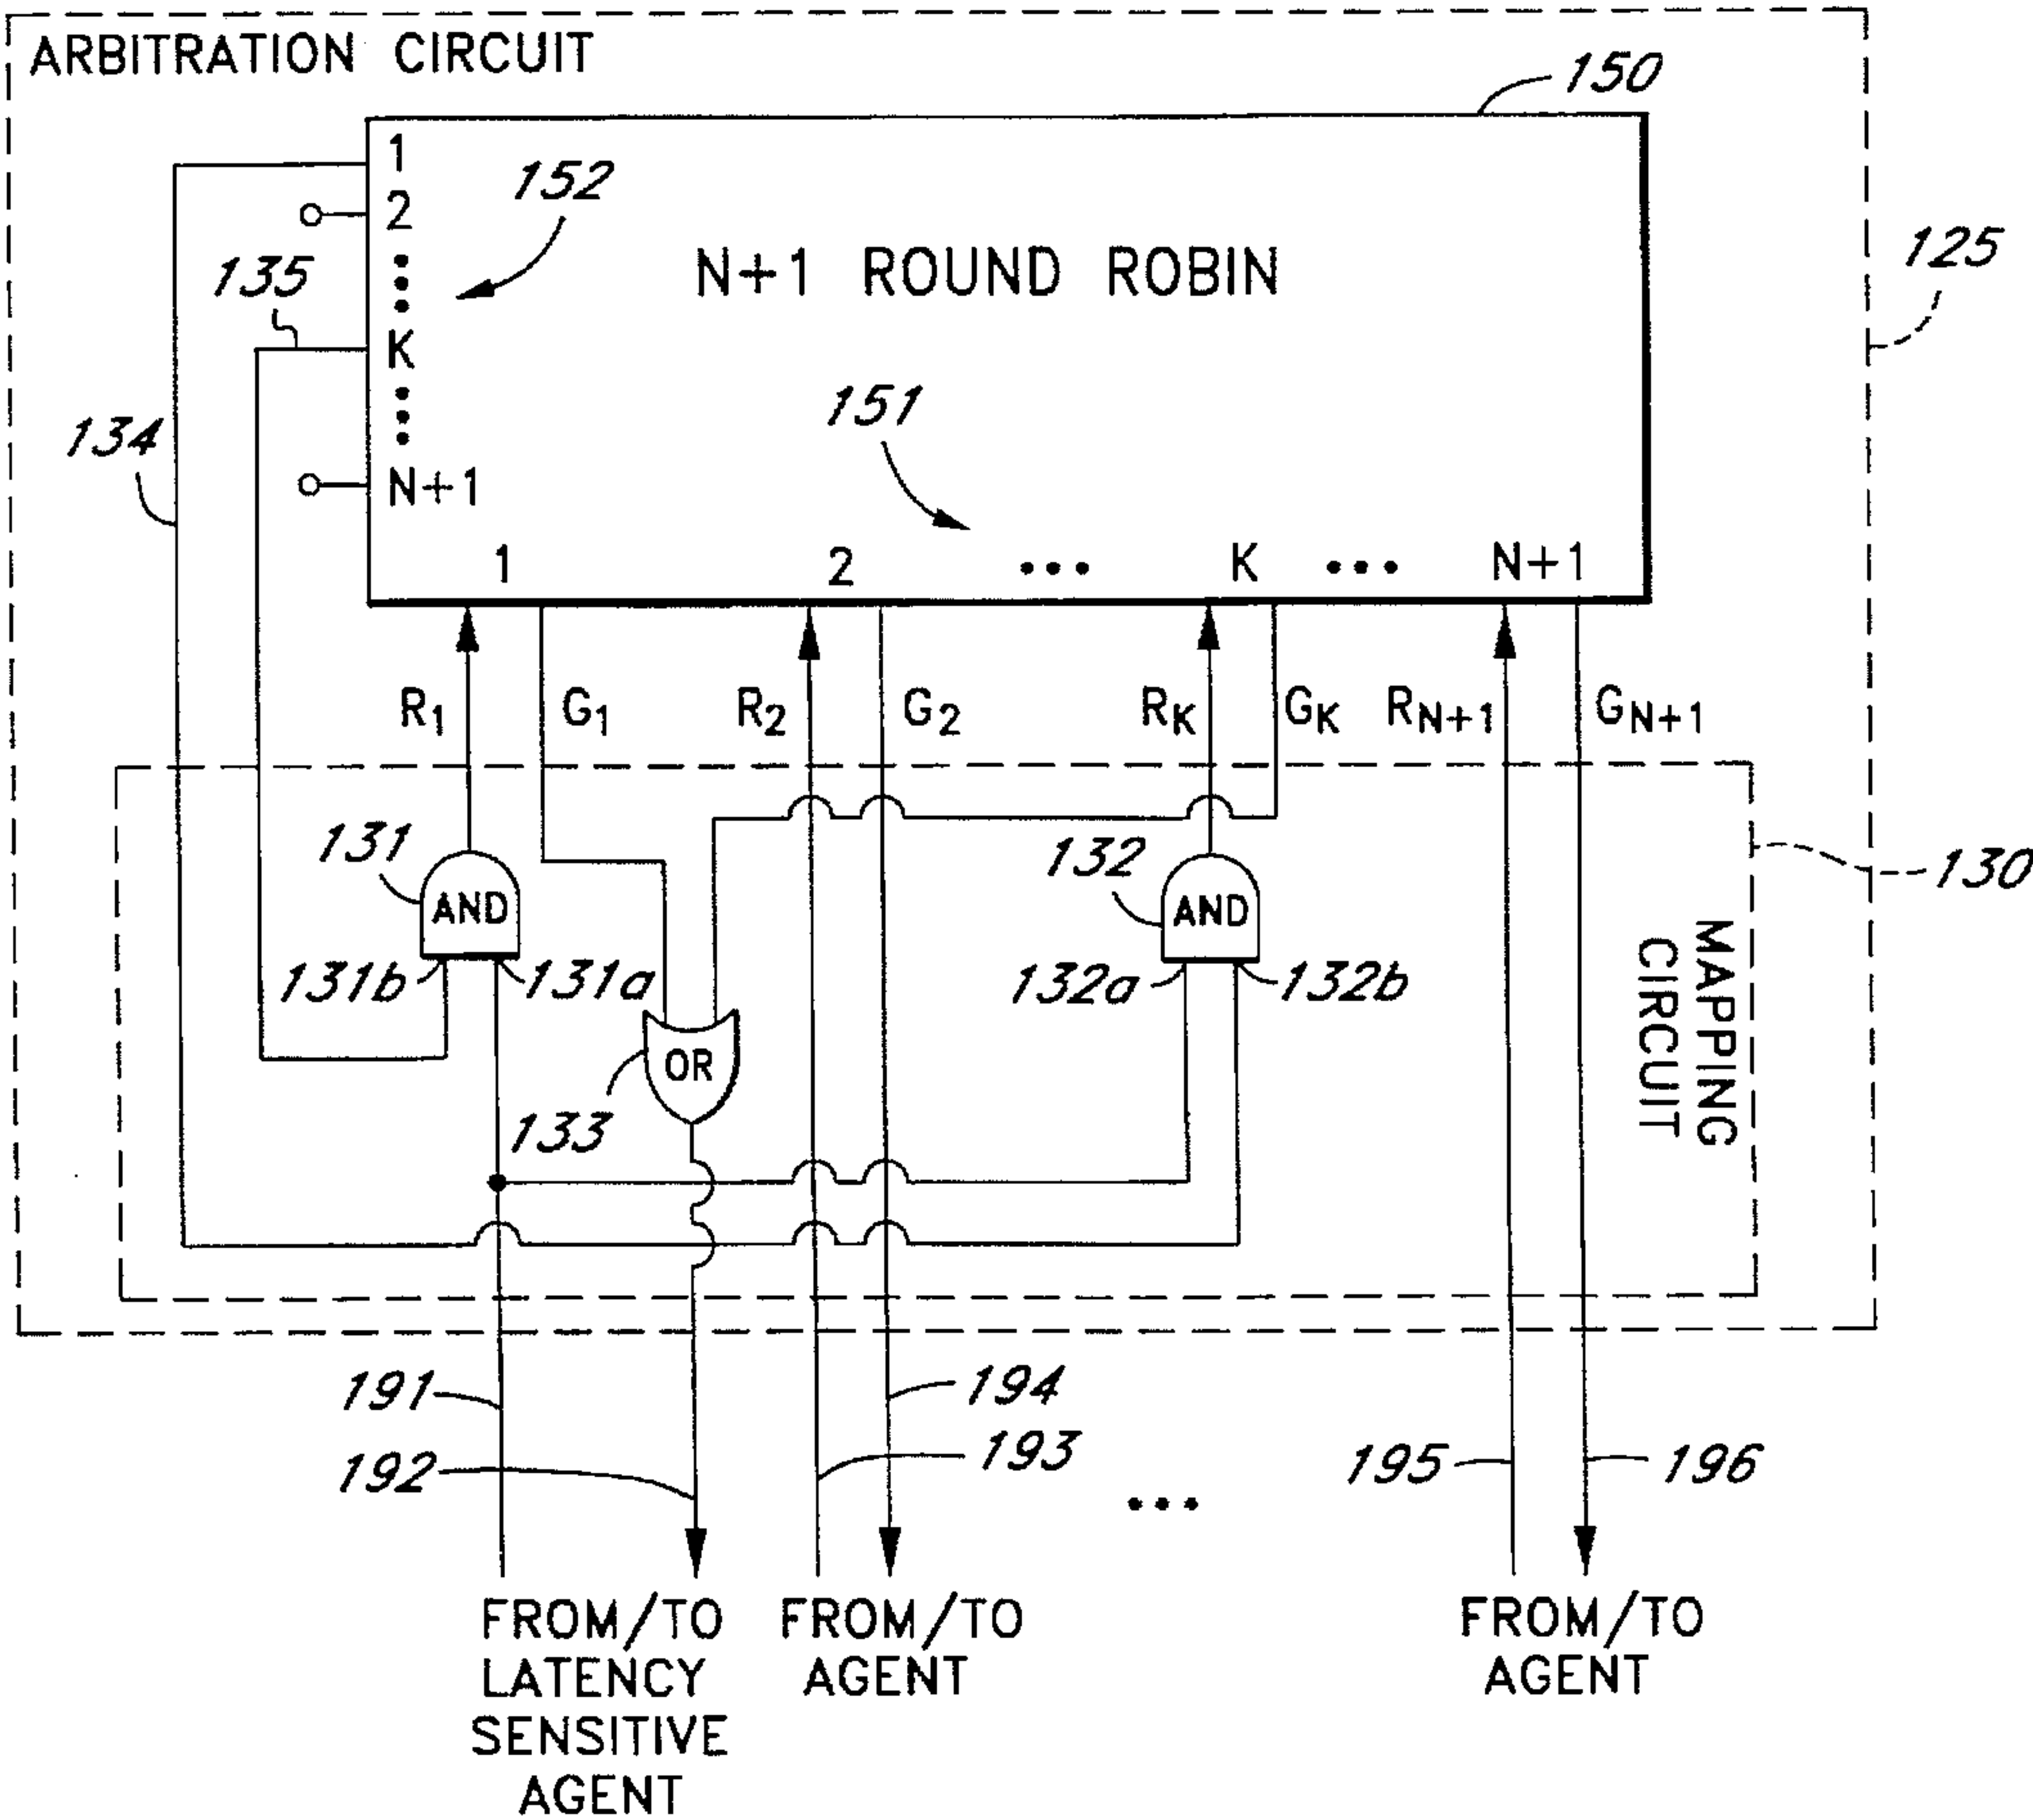 ARBITRATION CIRCUIT
150
1
152
2
N+1 ROUND ROBIN
125
135
K
151
134
N+1
1 2 ... K ... N+1
R1 G1 R2 G2 RK GK RN+1 GN+1
131
132
130
AND
AND
MAPPING
CIRCUIT
131b
131a
132a
132b
OR
133
191
194
192
193
195
196
...
FROM/TO
LATENCY
SENSITIVE
AGENT
FROM/TO
AGENT
FROM/TO
AGENT